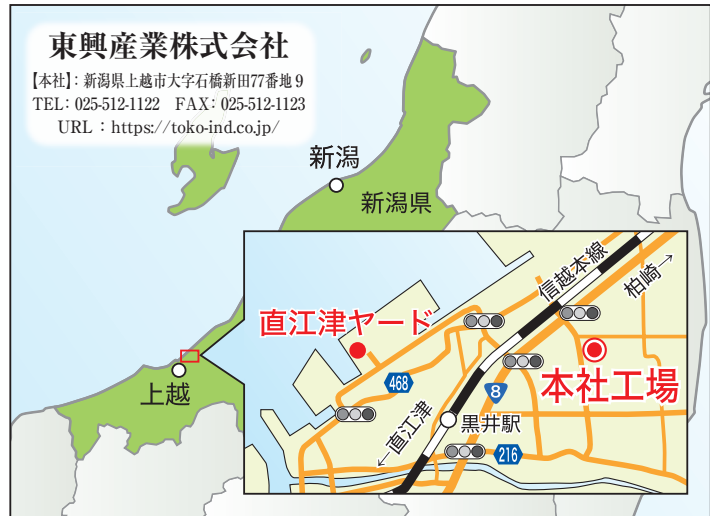 東興産業株式会社
【本社】：新潟県上越市大字石橋新田77番地9
TEL：025-512-1122　FAX：025-512-1123
URL：https://toko-ind.co.jp/
新潟
新潟県
上越
信越本線
柏崎→
直江津ヤード
468
8
本社工場
←直江津
黒井駅
216